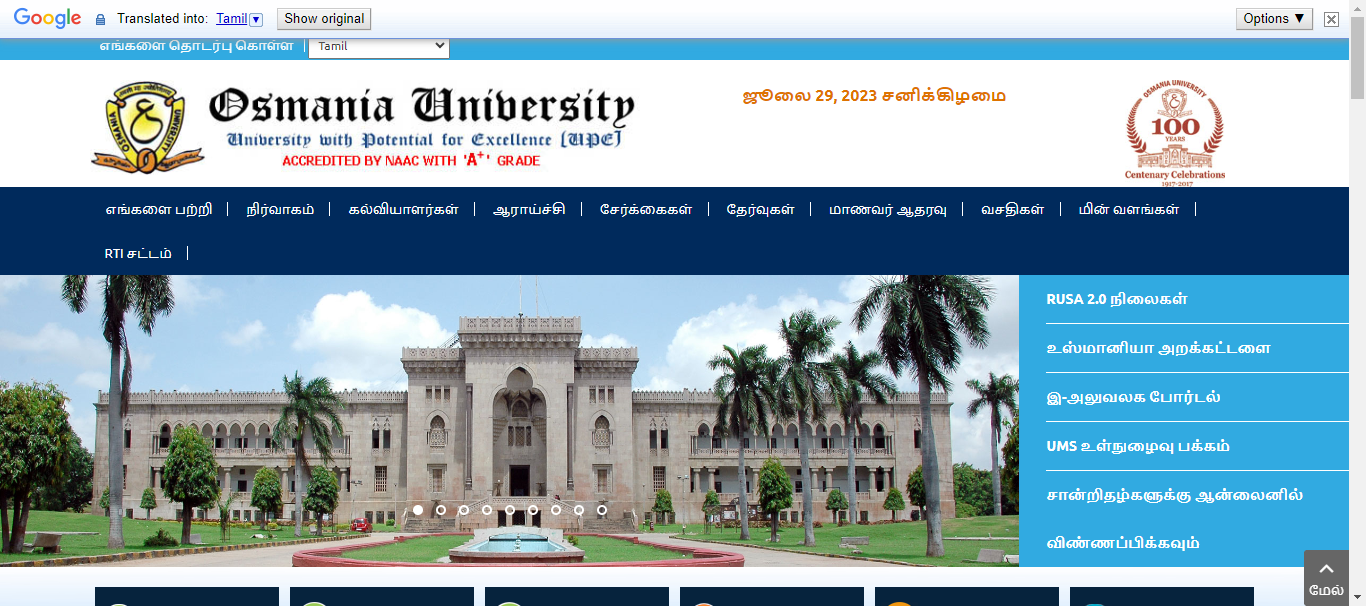 Google Translated into: Tamil Show original Options ▼
எங்களை தொடர்பு கொள்ள Tamil
Osmania University
University with Potential for Excellence [UPE]
ACCREDITED BY NAAC WITH 'A+' GRADE
ஜூலை 29, 2023 சனிக்கிழமை
OSMANIA UNIVERSITY
100
YEARS
Centenary Celebrations
1917-2017
எங்களை பற்றி நிர்வாகம் கல்வியாளர்கள் ஆராய்ச்சி சேர்க்கைகள் தேர்வுகள் மாணவர் ஆதரவு வசதிகள் மின் வளங்கள்
RTI சட்டம்
RUSA 2.0 நிலைகள்
உஸ்மானியா அறக்கட்டளை
இ-அலுவலக போர்டல்
UMS உள்நுழைவு பக்கம்
சான்றிதழ்களுக்கு ஆன்லைனில்
விண்ணப்பிக்கவும்
மேல்